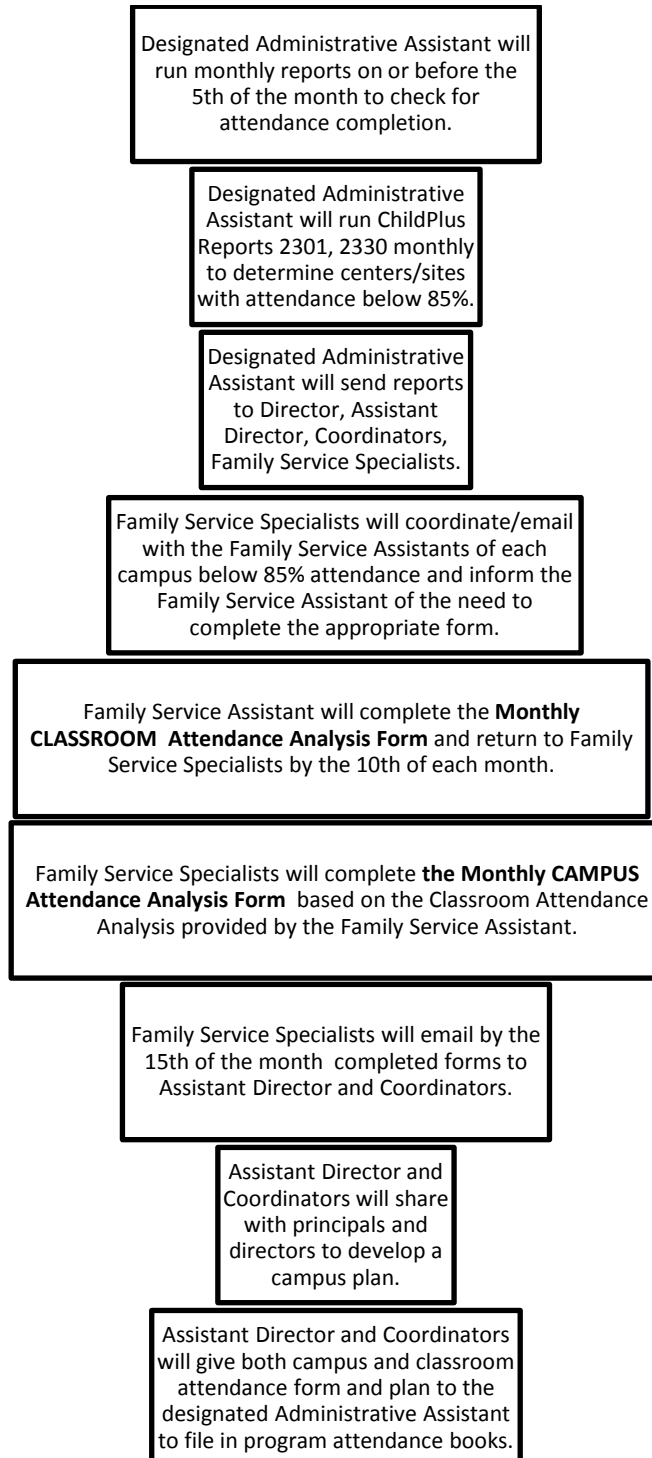 Designated Administrative Assistant will
run monthly reports on or before the
5th of the month to check for
attendance completion.
Designated Administrative
Assistant will run ChildPlus
Reports 2301, 2330 monthly
to determine centers/sites
with attendance below 85%.
Designated Administrative
Assistant will send reports
to Director, Assistant
Director, Coordinators,
Family Service Specialists.
Family Service Specialists will coordinate/email
with the Family Service Assistants of each
campus below 85% attendance and inform the
Family Service Assistant of the need to
complete the appropriate form.
Family Service Assistant will complete the Monthly
CLASSROOM Attendance Analysis Form and return to Family
Service Specialists by the 10th of each month.
Family Service Specialists will complete the Monthly CAMPUS
Attendance Analysis Form based on the Classroom Attendance
Analysis provided by the Family Service Assistant.
Family Service Specialists will email by the
15th of the month completed forms to
Assistant Director and Coordinators.
Assistant Director and
Coordinators will share
with principals and
directors to develop a
campus plan.
Assistant Director and Coordinators
will give both campus and classroom
attendance form and plan to the
designated Administrative Assistant
to file in program attendance books.